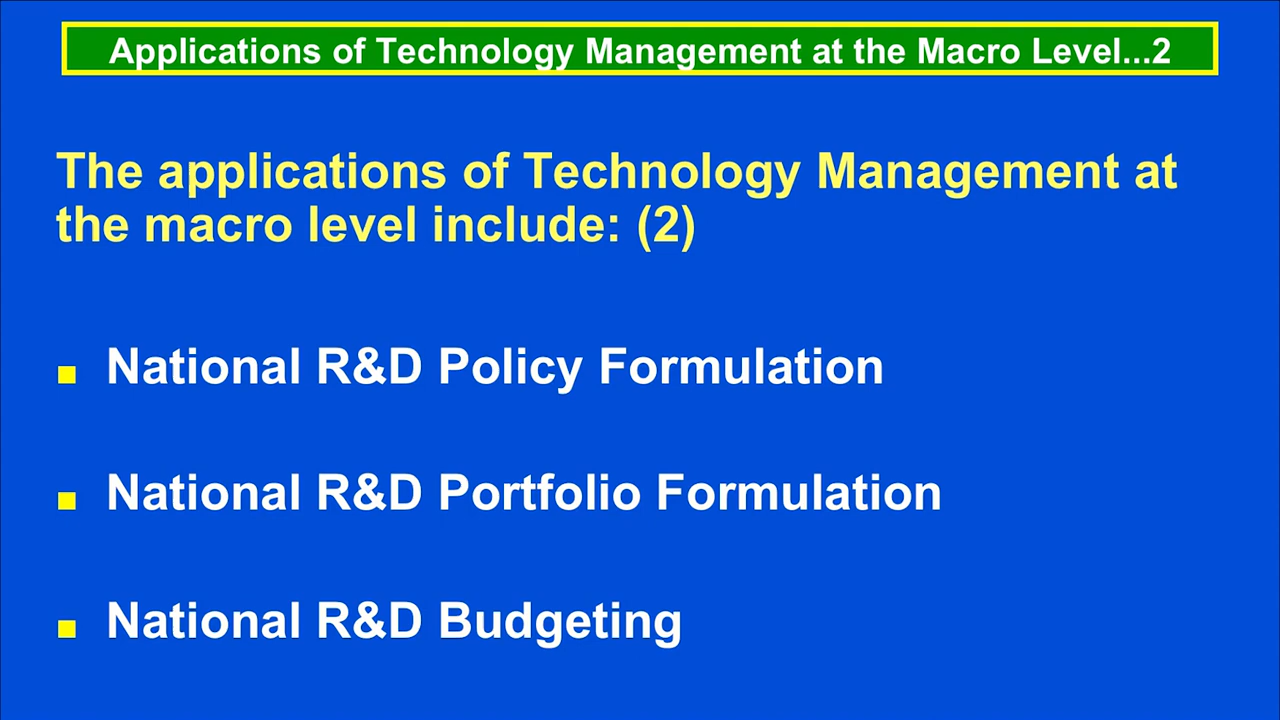 Applications of Technology Management at the Macro Level...2
The applications of Technology Management at
the macro level include: (2)
National R&D Policy Formulation
National R&D Portfolio Formulation
National R&D Budgeting